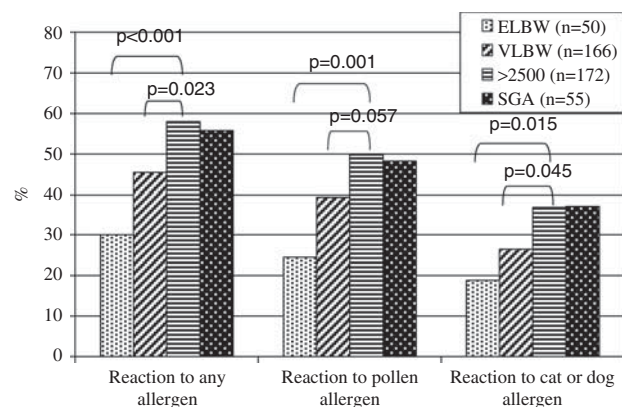 80
70
60
50
40
30
20
10
0
%
p<0.001
p=0.023
p=0.001
p=0.057
p=0.015
p=0.045
ELBW (n=50)
VLBW (n=166)
>2500 (n=172)
SGA (n=55)
Reaction to any
allergen
Reaction to pollen
allergen
Reaction to cat or dog
allergen